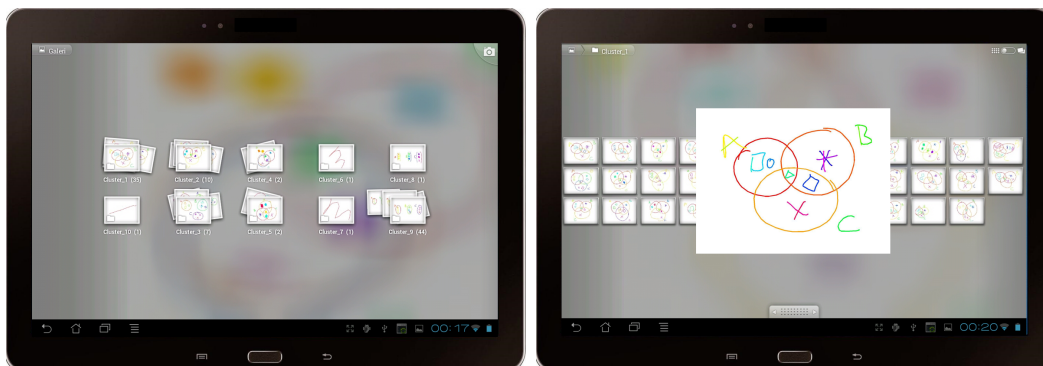 Galeri
Cluster_1 (35)
Cluster_2 (10)
Cluster_4 (2)
Cluster_6 (1)
Cluster_8 (1)
Cluster_10 (1)
Cluster_3 (7)
Cluster_5 (2)
Cluster_7 (1)
Cluster_9 (44)
00:17
Cluster_1
A
B
C
00:20